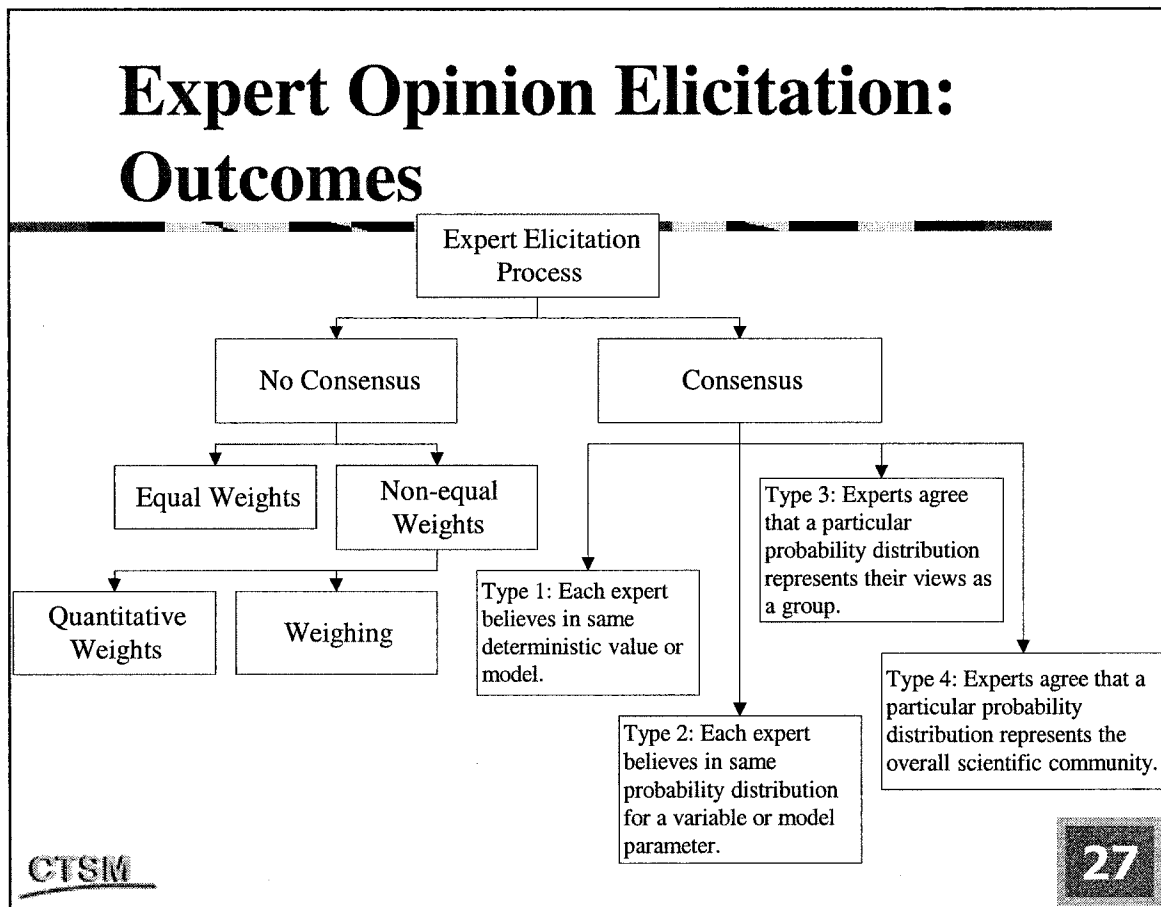 Expert Opinion Elicitation:
Outcomes
Expert Elicitation
Process
No Consensus
Consensus
Equal Weights
Non-equal
Weights
Quantitative
Weights
Weighing
Type 1: Each expert
believes in same
deterministic value or
model.
Type 2: Each expert
believes in same
probability distribution
for a variable or model
parameter.
Type 3: Experts agree
that a particular
probability distribution
represents their views as
a group.
Type 4: Experts agree that a
particular probability
distribution represents the
overall scientific community.
CTSM
27